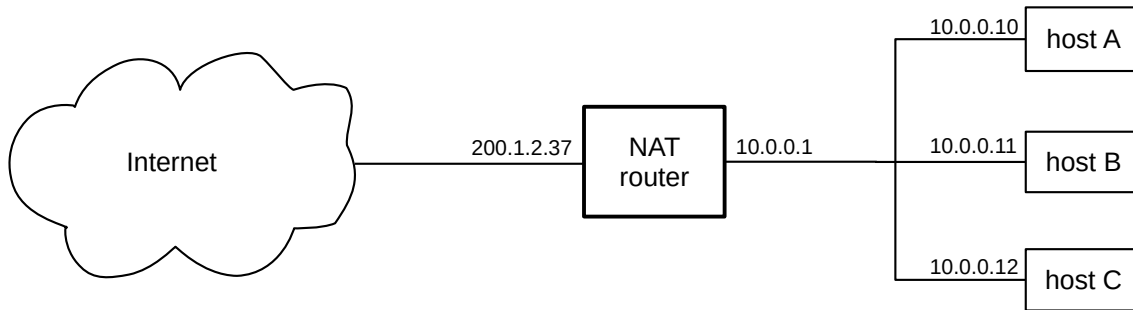 10.0.0.10
host A
Internet
200.1.2.37
NAT
router
10.0.0.1
10.0.0.11
host B
10.0.0.12
host C